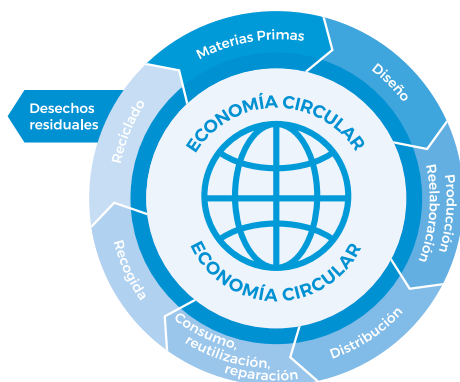 Materias Primas
Diseño
Producción
Reelaboración
Distribución
Consumo,
reutilización,
reparación
Recogida
Reciclado
Desechos
residuales
ECONOMÍA CIRCULAR
ECONOMÍA CIRCULAR